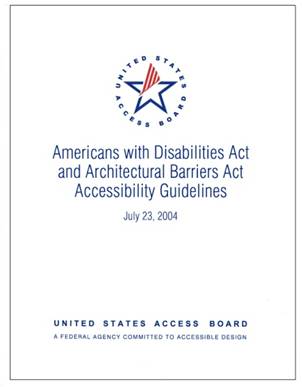 UNITED STATES
ACCESS BOARD
Americans with Disabilities Act
and Architectural Barriers Act
Accessibility Guidelines
July 23, 2004
UNITED STATES ACCESS BOARD
A FEDERAL AGENCY COMMITTED TO ACCESSIBLE DESIGN